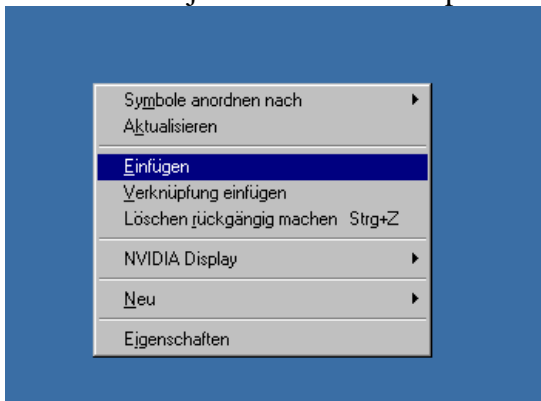 Symbole anordnen nach
Aktualisieren
Einfügen
Verknüpfung einfügen
Löschen rückgängig machen Strg+Z
NVIDIA Display
Neu
Eigenschaften